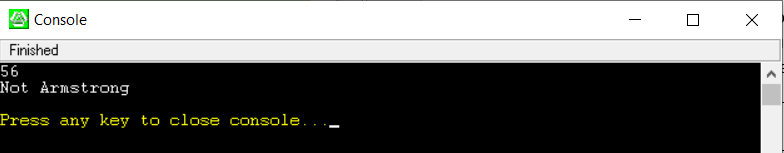 Console
Finished
56
Not Armstrong
Press any key to close console..._